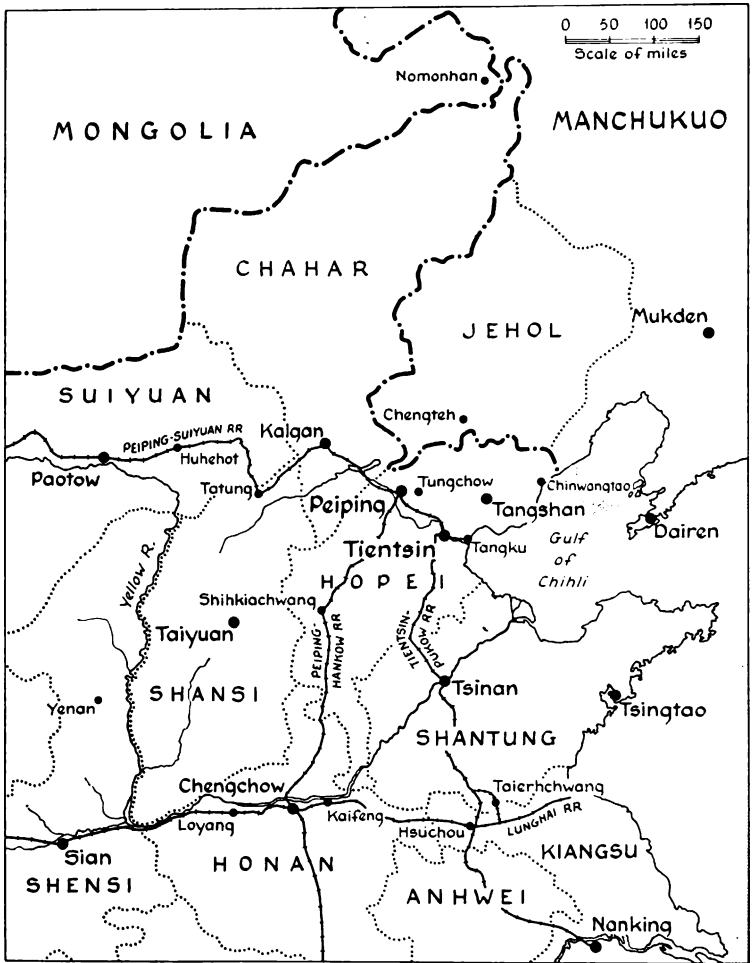 0 50 100 150
Scale of miles
Nomonhan
MONGOLIA
MANCHUKUO
CHAHAR
JEHOL
Mukden
SUIYUAN
Chengteh
PEIPING-SUIYUAN RR
Kalgan
Huhehot
Paotow
Tatung
Peiping
Tungchow
Chinwangtao
Tangshan
Dairen
Tientsin
Tangku
Gulf
of
Chihli
HOPEI
Yellow R.
Shihkiachwang
Taiyuan
PEIPING-
HANKOW RR
TIENTSIN-
PUKOW RR
Tsinan
SHANSI
Yenan
Tsingtao
SHANTUNG
Chengchow
Taierhchwang
Loyang
Kaifeng
Hsuchou
LUNGHAI RR
Sian
SHENSI
HONAN
KIANGSU
ANHWEI
Nanking